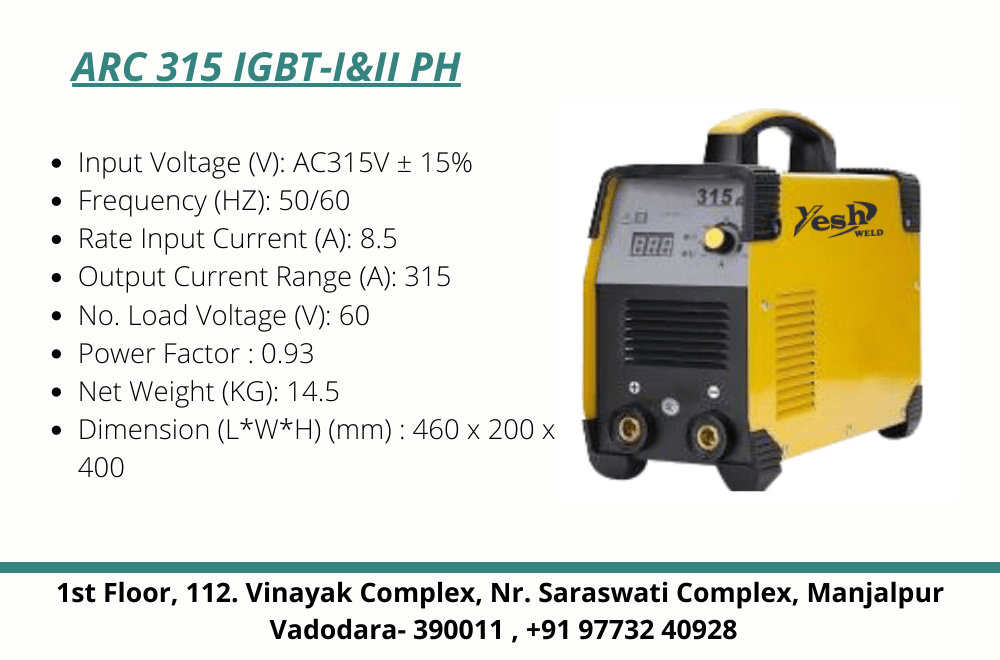 ARC 315 IGBT-I&II PH
Input Voltage (V): AC315V ± 15%
Frequency (HZ): 50/60
Rate Input Current (A): 8.5
Output Current Range (A): 315
No. Load Voltage (V): 60
Power Factor : 0.93
Net Weight (KG): 14.5
Dimension (L*W*H) (mm) : 460 x 200 x
400
315
Yesh
WELD
1st Floor, 112. Vinayak Complex, Nr. Saraswati Complex, Manjalpur
Vadodara- 390011 , +91 97732 40928